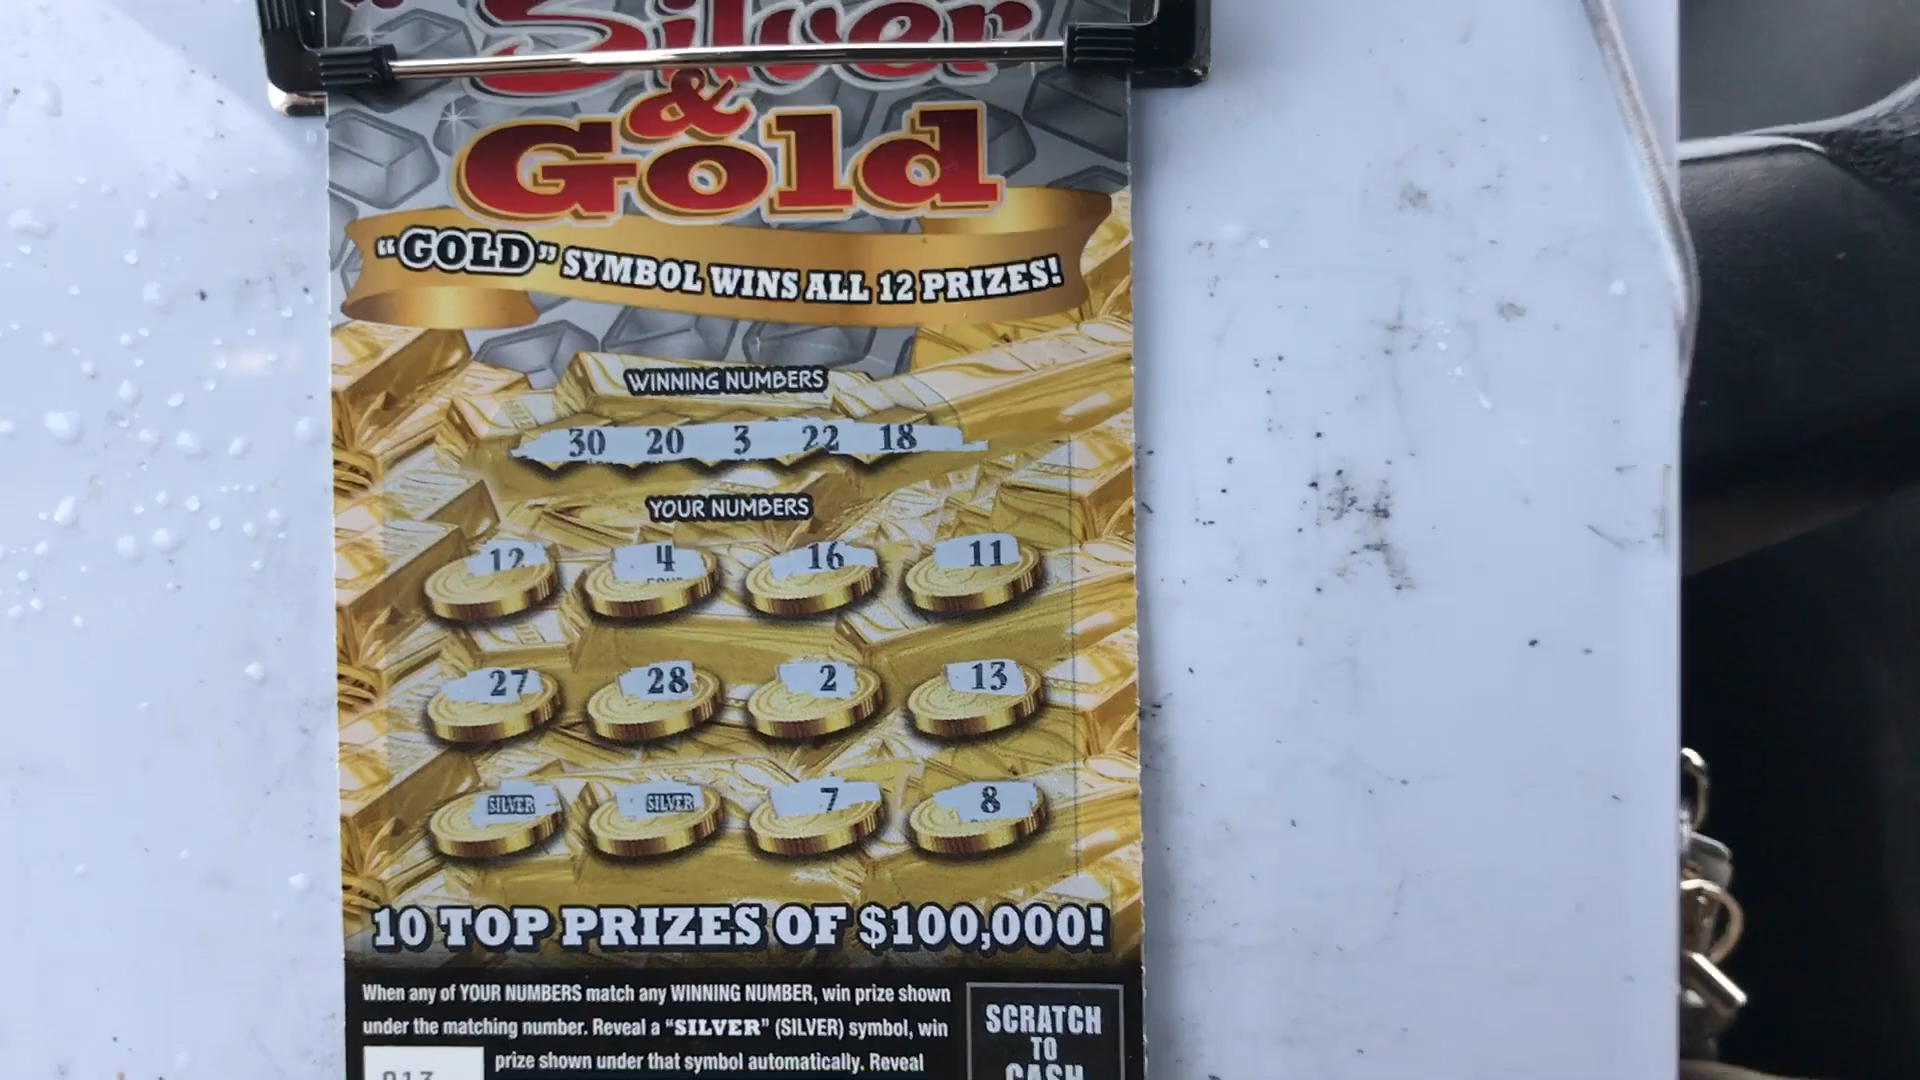 Silver
&
Gold
"GOLD" SYMBOL WINS ALL 12 PRIZES!
WINNING NUMBERS
30 20 3 22 18
YOUR NUMBERS
12 4 16 11
27 28 2 13
SILVER SILVER 7 8
10 TOP PRIZES OF $100,000!
When any of YOUR NUMBERS match any WINNING NUMBER, win prize shown
under the matching number. Reveal a "SILVER" (SILVER) symbol, win
prize shown under that symbol automatically. Reveal
SCRATCH
TO
CASH